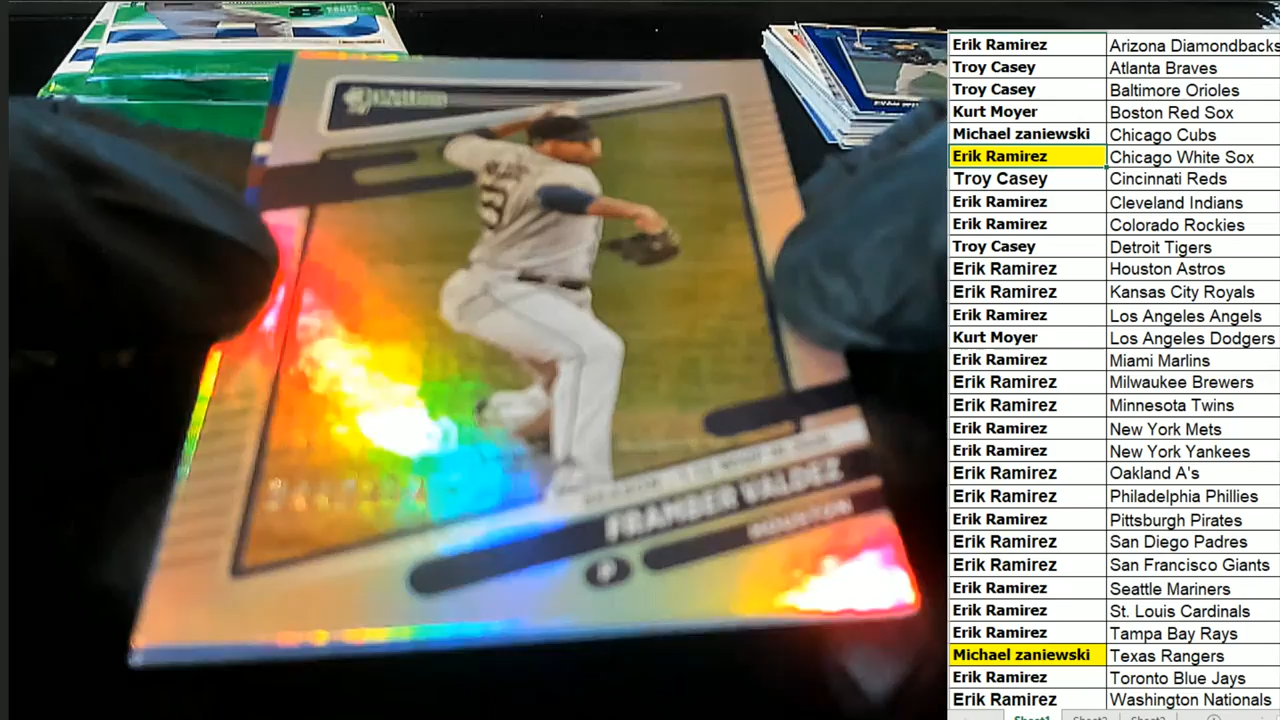 FRAMBER VALDEZ
HOUSTON
P
Erik Ramirez Arizona Diamondbacks
Troy Casey Atlanta Braves
Troy Casey Baltimore Orioles
Kurt Moyer Boston Red Sox
Michael zaniewski Chicago Cubs
Erik Ramirez Chicago White Sox
Troy Casey Cincinnati Reds
Erik Ramirez Cleveland Indians
Erik Ramirez Colorado Rockies
Troy Casey Detroit Tigers
Erik Ramirez Houston Astros
Erik Ramirez Kansas City Royals
Erik Ramirez Los Angeles Angels
Kurt Moyer Los Angeles Dodgers
Erik Ramirez Miami Marlins
Erik Ramirez Milwaukee Brewers
Erik Ramirez Minnesota Twins
Erik Ramirez New York Mets
Erik Ramirez New York Yankees
Erik Ramirez Oakland A's
Erik Ramirez Philadelphia Phillies
Erik Ramirez Pittsburgh Pirates
Erik Ramirez San Diego Padres
Erik Ramirez San Francisco Giants
Erik Ramirez Seattle Mariners
Erik Ramirez St. Louis Cardinals
Erik Ramirez Tampa Bay Rays
Michael zaniewski Texas Rangers
Erik Ramirez Toronto Blue Jays
Erik Ramirez Washington Nationals